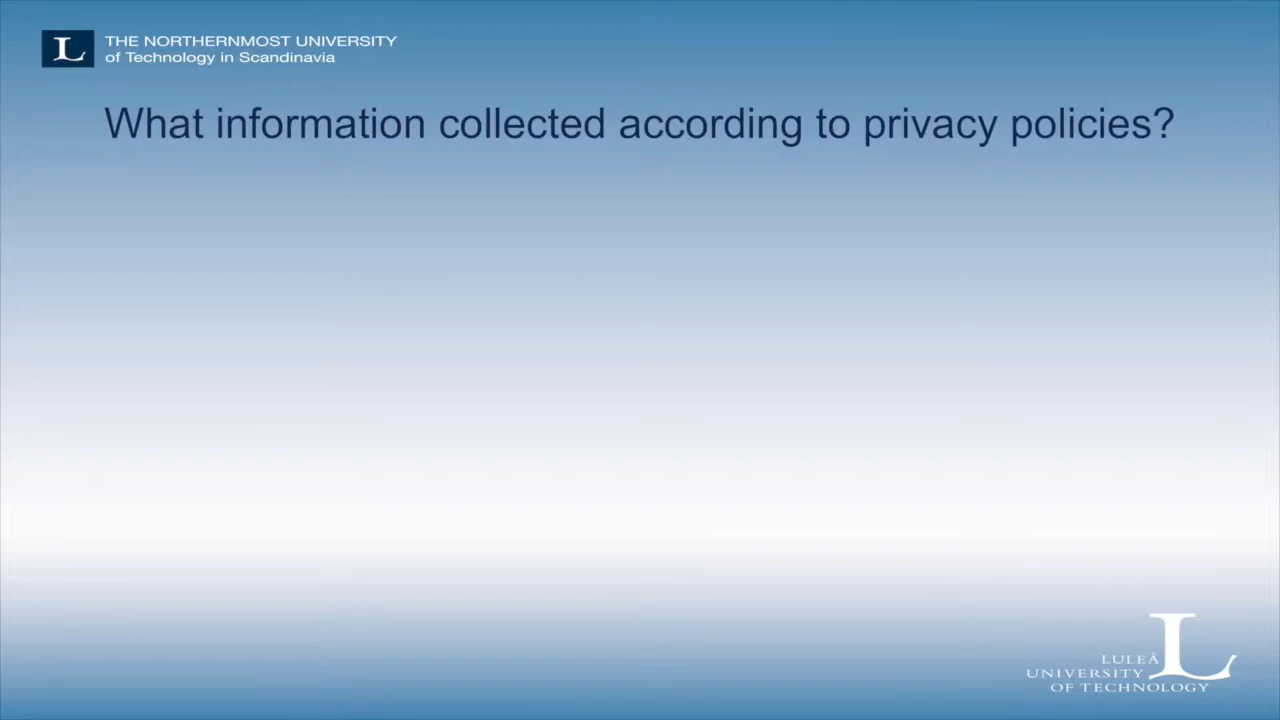 L THE NORTHERNMOST UNIVERSITY
of Technology in Scandinavia
What information collected according to privacy policies?
LULEÅ
UNIVERSITY
OF TECHNOLOGY
L